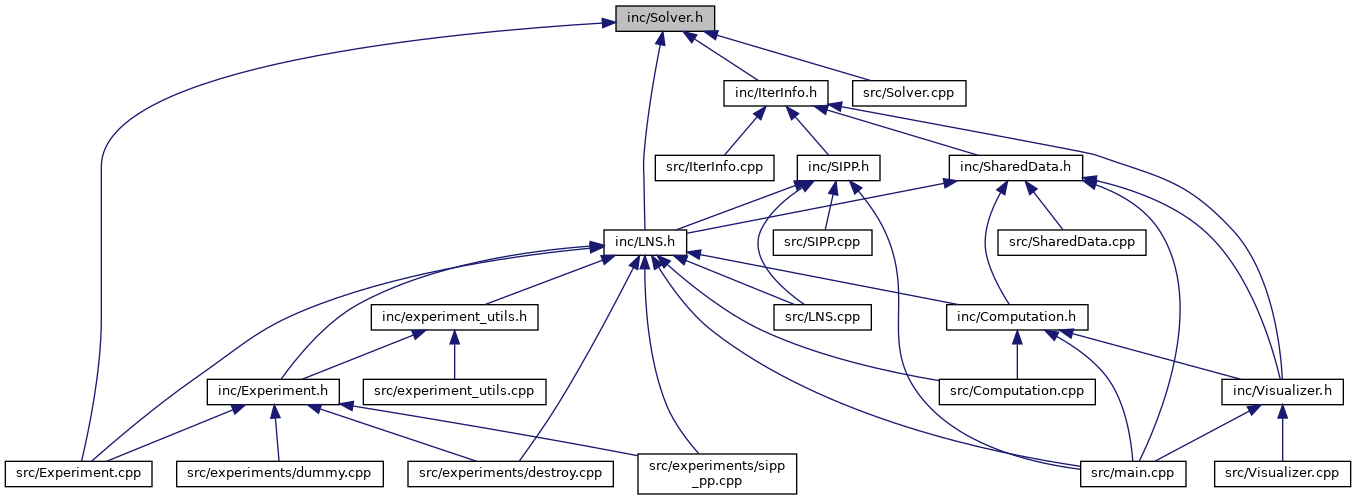 inc/Solver.h
inc/IterInfo.h
src/Solver.cpp
src/IterInfo.cpp
inc/SIPP.h
inc/SharedData.h
inc/LNS.h
src/SIPP.cpp
src/SharedData.cpp
inc/experiment_utils.h
src/LNS.cpp
inc/Computation.h
inc/Experiment.h
src/experiment_utils.cpp
src/Computation.cpp
inc/Visualizer.h
src/Experiment.cpp
src/experiments/dummy.cpp
src/experiments/destroy.cpp
src/experiments/sipp
_pp.cpp
src/main.cpp
src/Visualizer.cpp